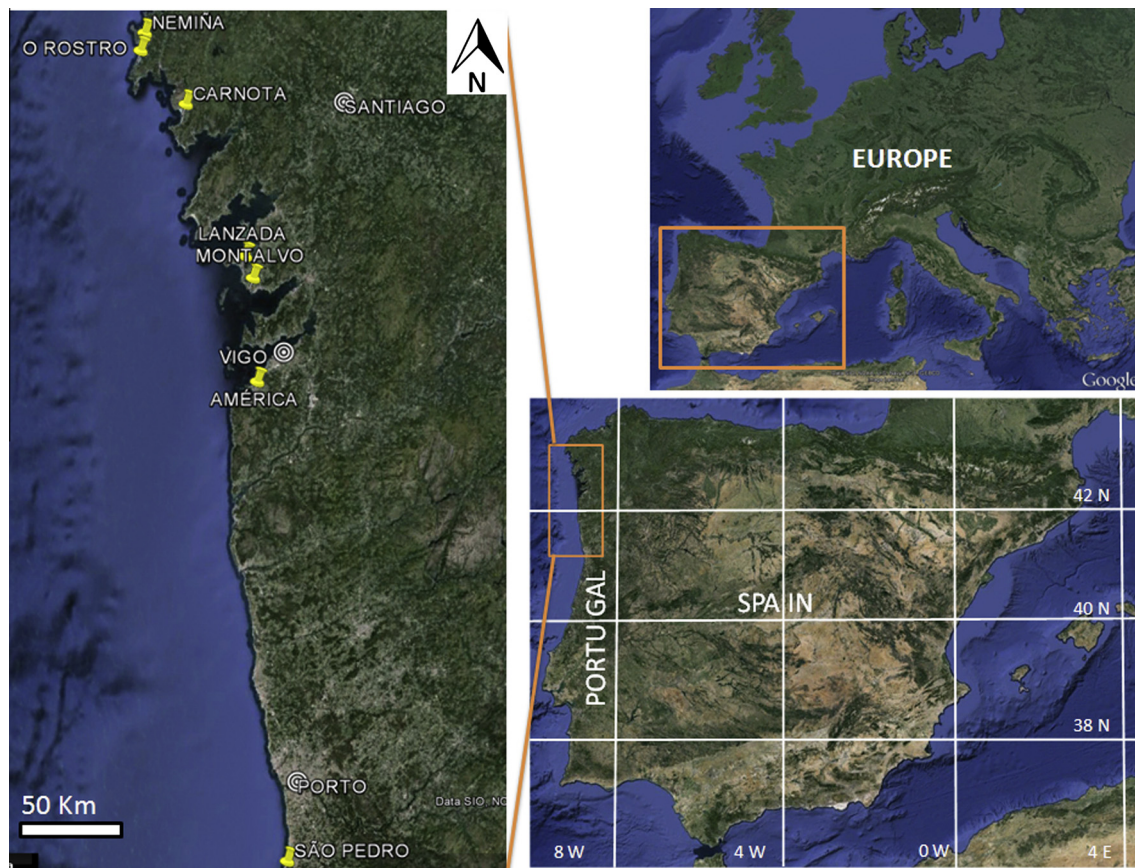 NEMIÑA
O ROSTRO
CARNOTA
SANTIAGO
LANZADA
MONTALVO
VIGO
AMÉRICA
PORTO
Data SIO, NO
50 Km
SÃO PEDRO
N
EUROPE
Google
42 N
SPAIN
40 N
PORTUGAL
38 N
8 W
4 W
0 W
4 E